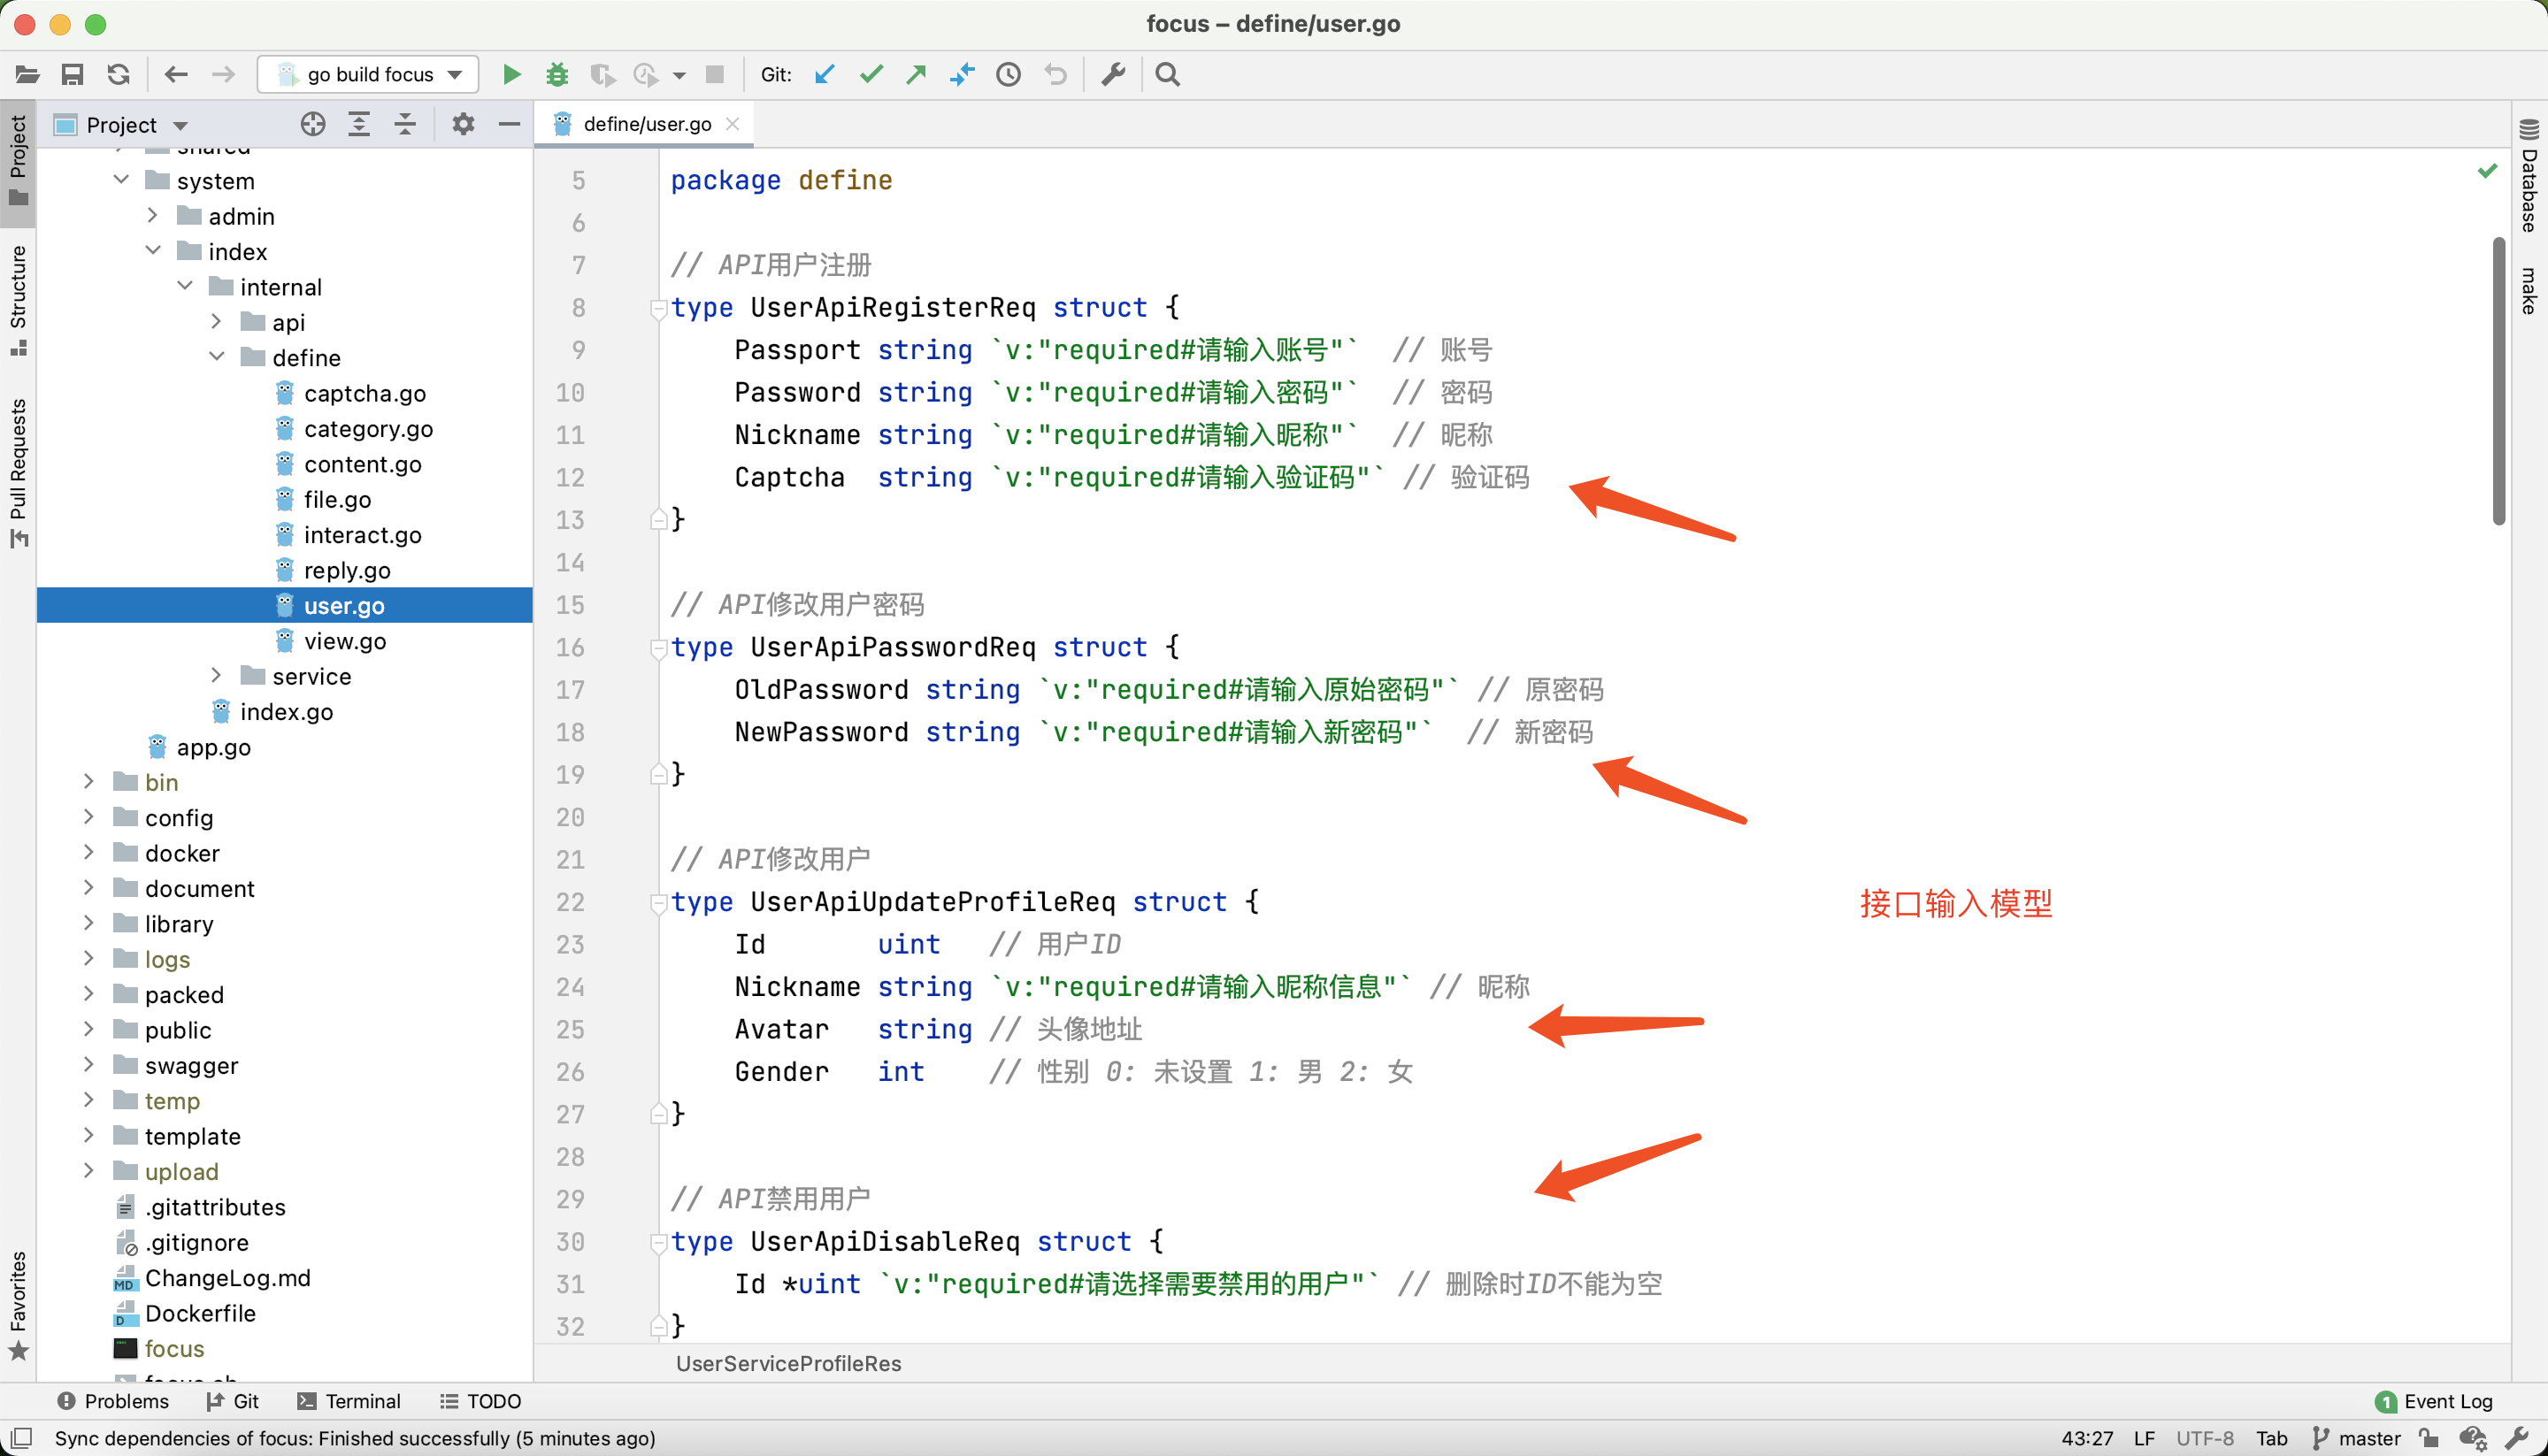 focus – define/user.go
go build focus
Git:
Project
define/user.go
Project
Structure
Pull Requests
Favorites
Database
make
shared
system
admin
index
internal
api
define
captcha.go
category.go
content.go
file.go
interact.go
reply.go
user.go
view.go
service
index.go
app.go
bin
config
docker
document
library
logs
packed
public
swagger
temp
template
upload
.gitattributes
.gitignore
ChangeLog.md
Dockerfile
focus
5 package define
6
7 // API用户注册
8 type UserApiRegisterReq struct {
9 Passport string `v:"required#请输入账号"` // 账号
10 Password string `v:"required#请输入密码"` // 密码
11 Nickname string `v:"required#请输入昵称"` // 昵称
12 Captcha string `v:"required#请输入验证码"` // 验证码
13 }
14
15 // API修改用户密码
16 type UserApiPasswordReq struct {
17 OldPassword string `v:"required#请输入原始密码"` // 原密码
18 NewPassword string `v:"required#请输入新密码"` // 新密码
19 }
20
21 // API修改用户
22 type UserApiUpdateProfileReq struct {
接口输入模型
23 Id uint // 用户ID
24 Nickname string `v:"required#请输入昵称信息"` // 昵称
25 Avatar string // 头像地址
26 Gender int // 性别 0: 未设置 1: 男 2: 女
27 }
28
29 // API禁用用户
30 type UserApiDisableReq struct {
31 Id *uint `v:"required#请选择需要禁用的用户"` // 删除时ID不能为空
32 }
UserServiceProfileRes
Problems Git Terminal TODO 1 Event Log
Sync dependencies of focus: Finished successfully (5 minutes ago) 43:27 LF UTF-8 Tab master